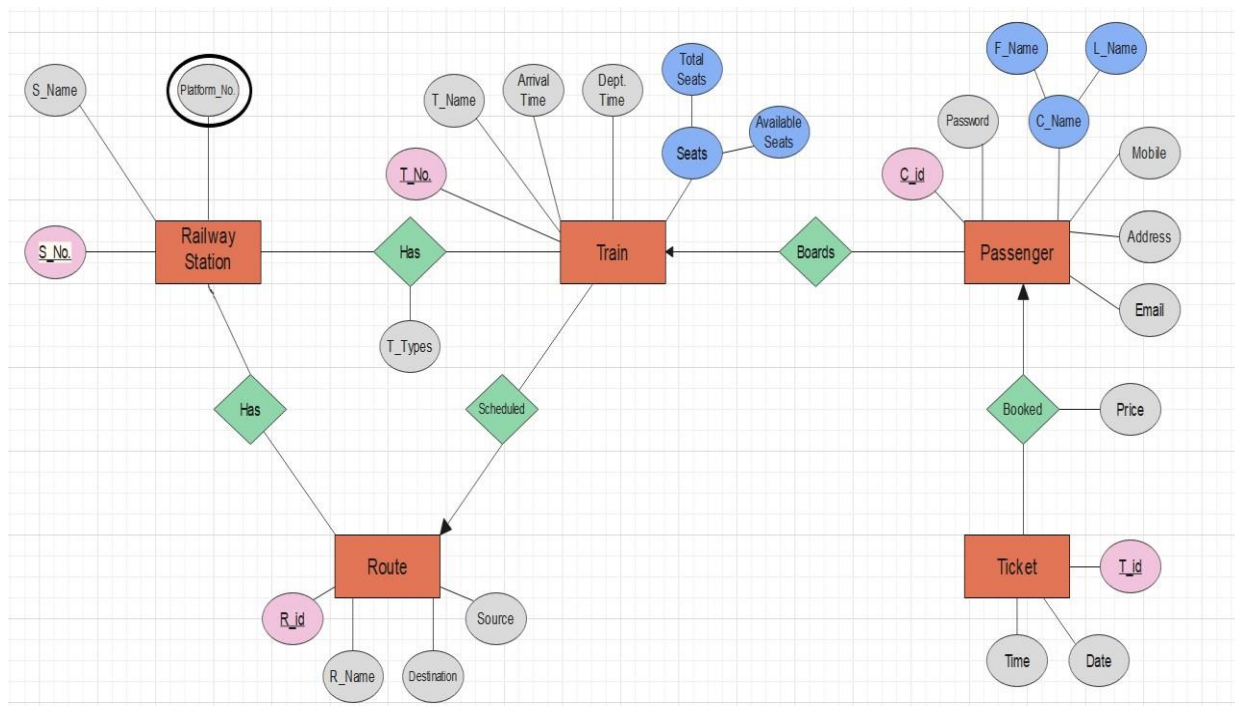 S_Name
Platform_No.
T_Name
Arrival
Time
Dept.
Time
Total
Seats
Seats
Available
Seats
F_Name
L_Name
Password
C_Name
Mobile
T_No.
C_id
S_No.
Railway
Station
Has
Train
Boards
Passenger
Address
Email
T_Types
Has
Scheduled
Booked
Price
Route
Ticket
T_id
R_id
Source
R_Name
Destination
Time
Date